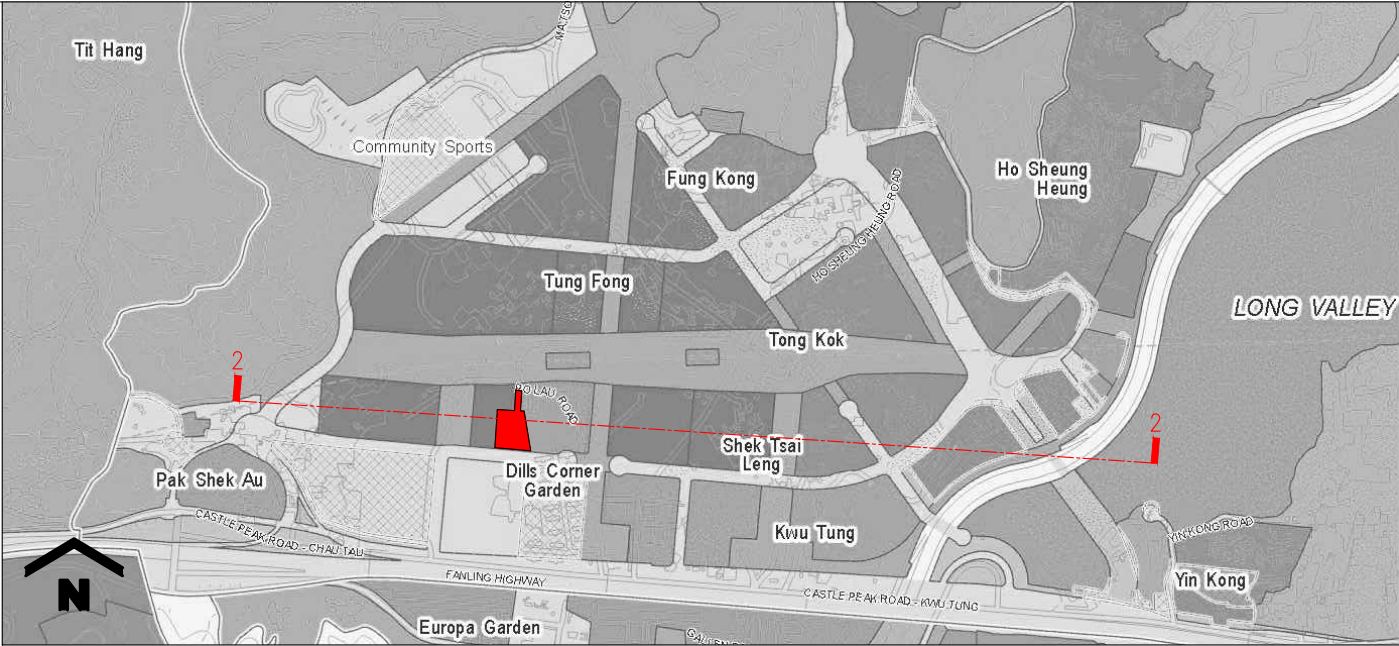 Tit Hang
MA TSO
Community Sports
Fung Kong
Ho Sheung
Heung
HO SHEUNG HEUNG ROAD
Tung Fong
LONG VALLEY
Tong Kok
2
PO LAU ROAD
2
Shek Tsai
Leng
Pak Shek Au
Dills Corner
Garden
CASTLE PEAK ROAD - CHAU TAU
Kwu Tung
YIN KONG ROAD
N
FANLING HIGHWAY
Yin Kong
CASTLE PEAK ROAD - KWU TUNG
Europa Garden